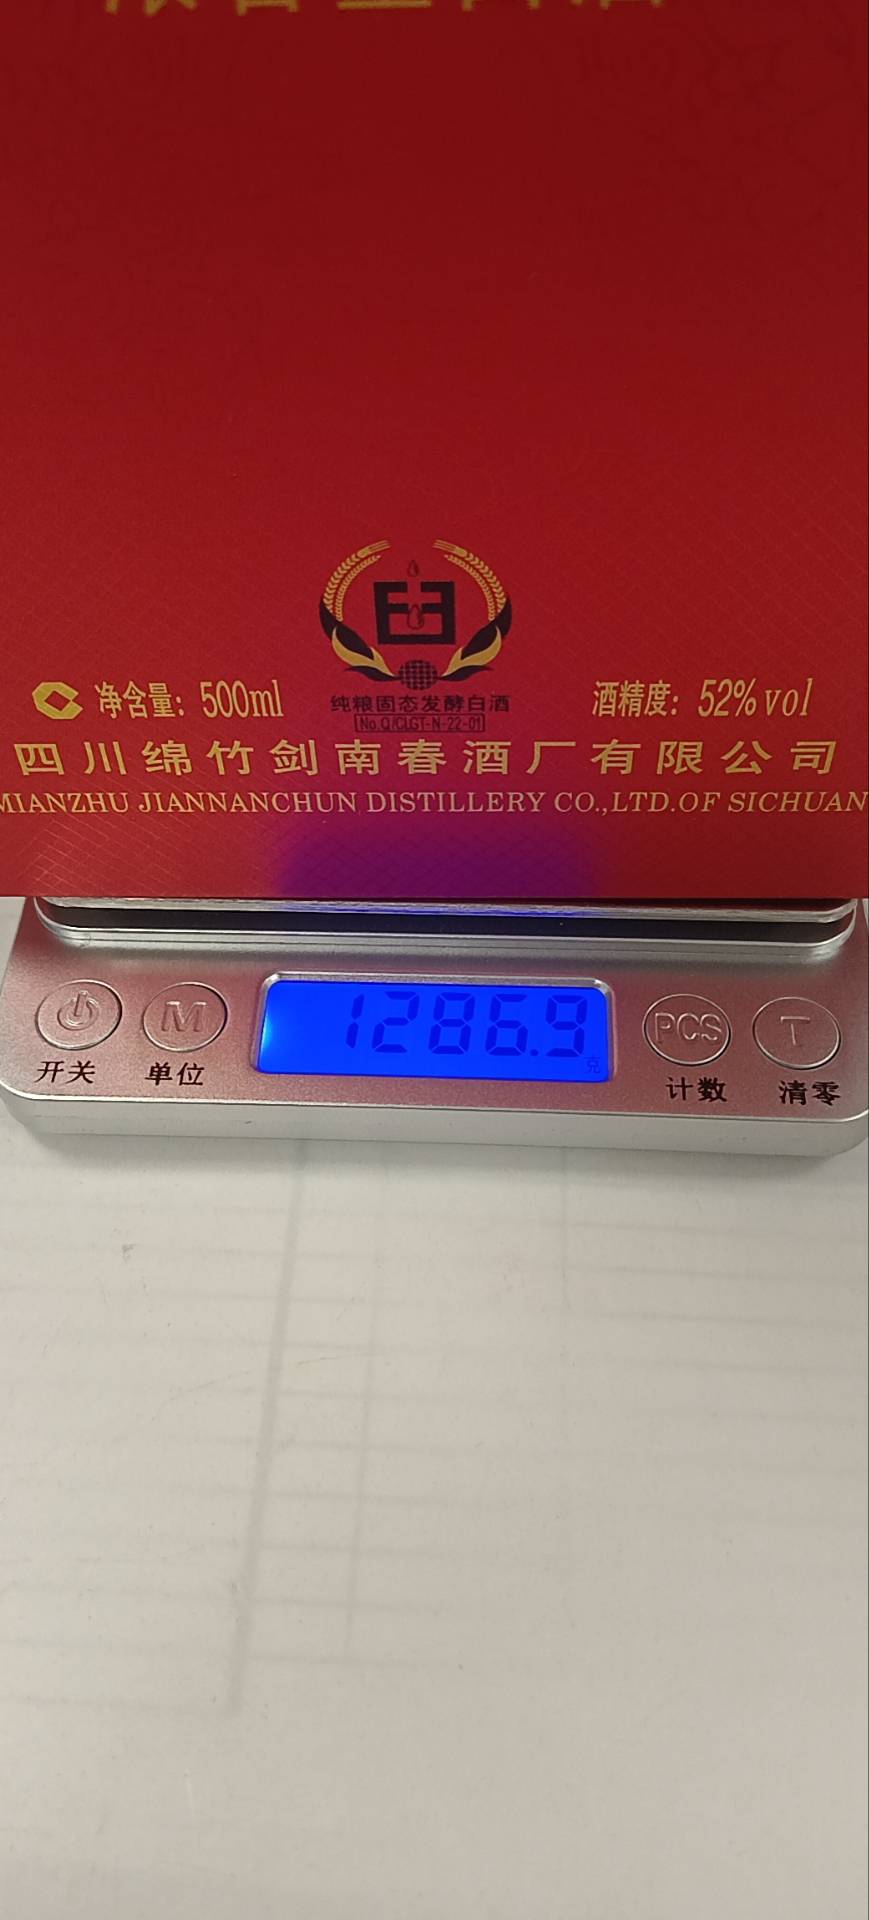 净含量：500ml
纯粮固态发酵白酒
No.Q/CLGT-N-22-01
酒精度：52%vol
四川绵竹剑南春酒厂有限公司
MIANZHU JIANNANCHUN DISTILLERY CO.,LTD.OF SICHUAN
1286.9
克
M
PCS
T
开关
单位
计数
清零